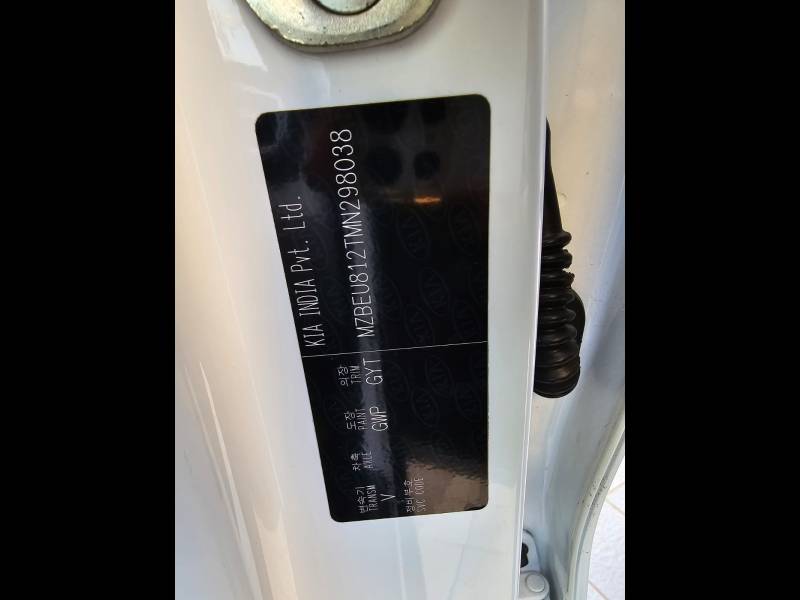 KIA INDIA Pvt. Ltd.
MZBEU812TMN298038
변속기 차축 도장 의장
TRANSM AXLE PAINT TRIM
V GWP GYT
정비부호
SVC CODE